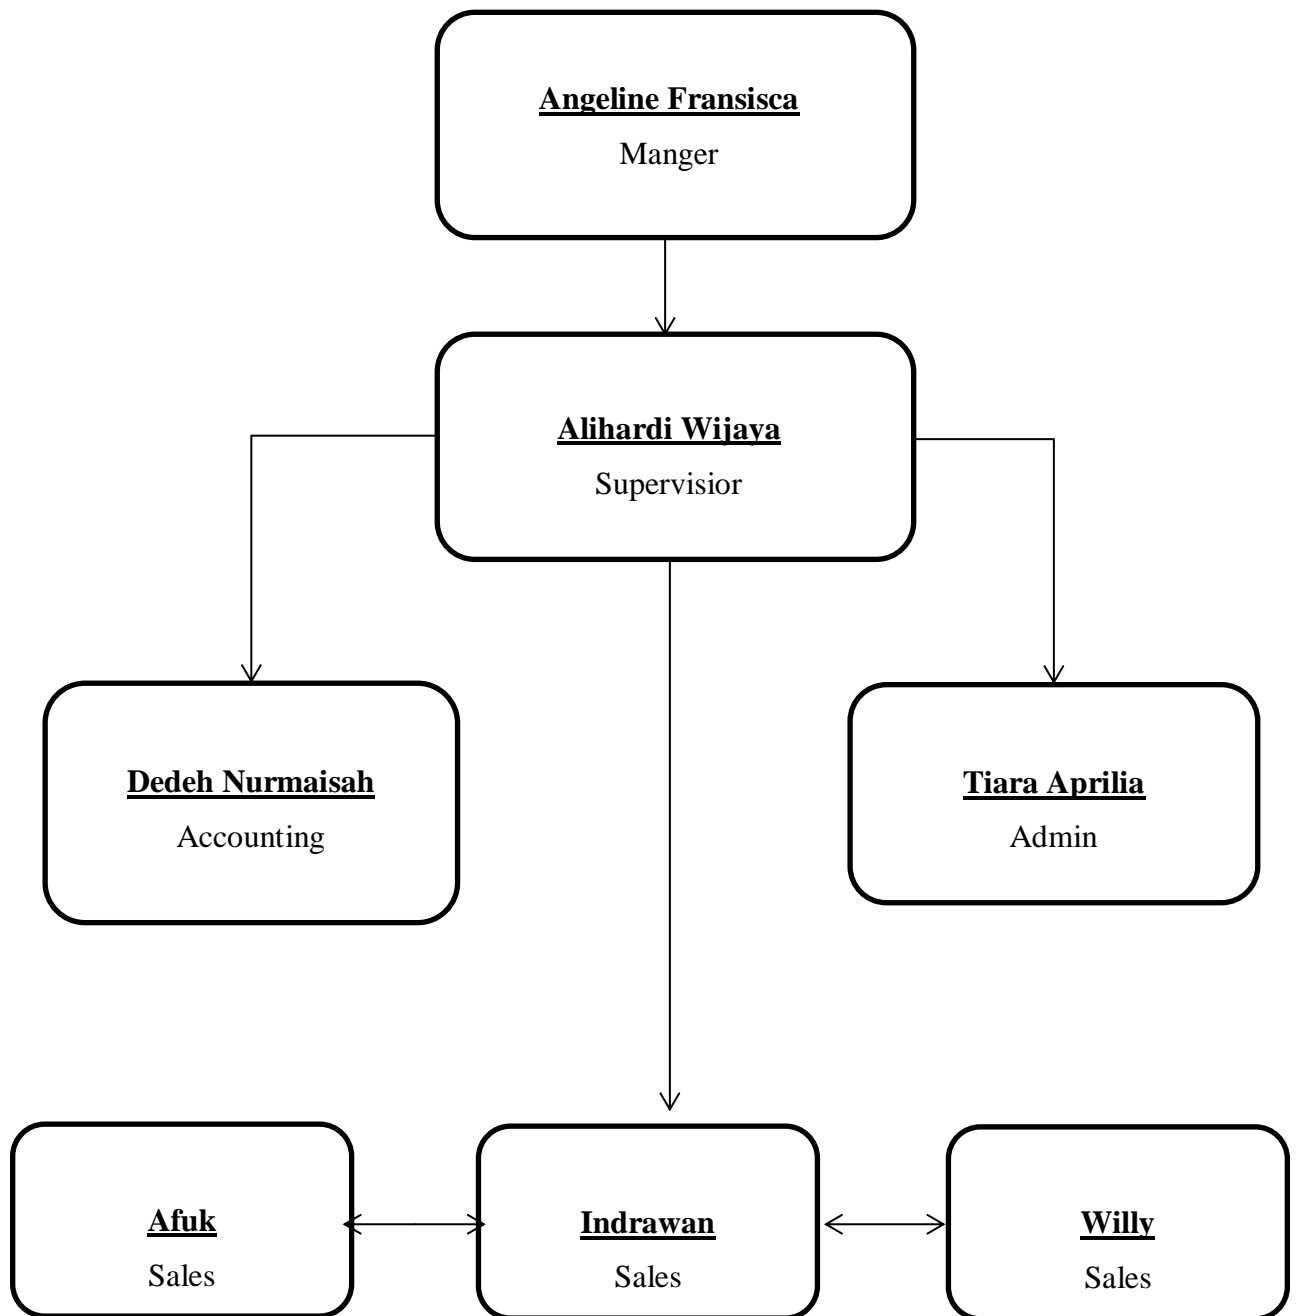 Angeline Fransisca
Manger
Alihardi Wijaya
Supervisior
Dedeh Nurmaisah
Accounting
Tiara Aprilia
Admin
Afuk
Sales
Indrawan
Sales
Willy
Sales